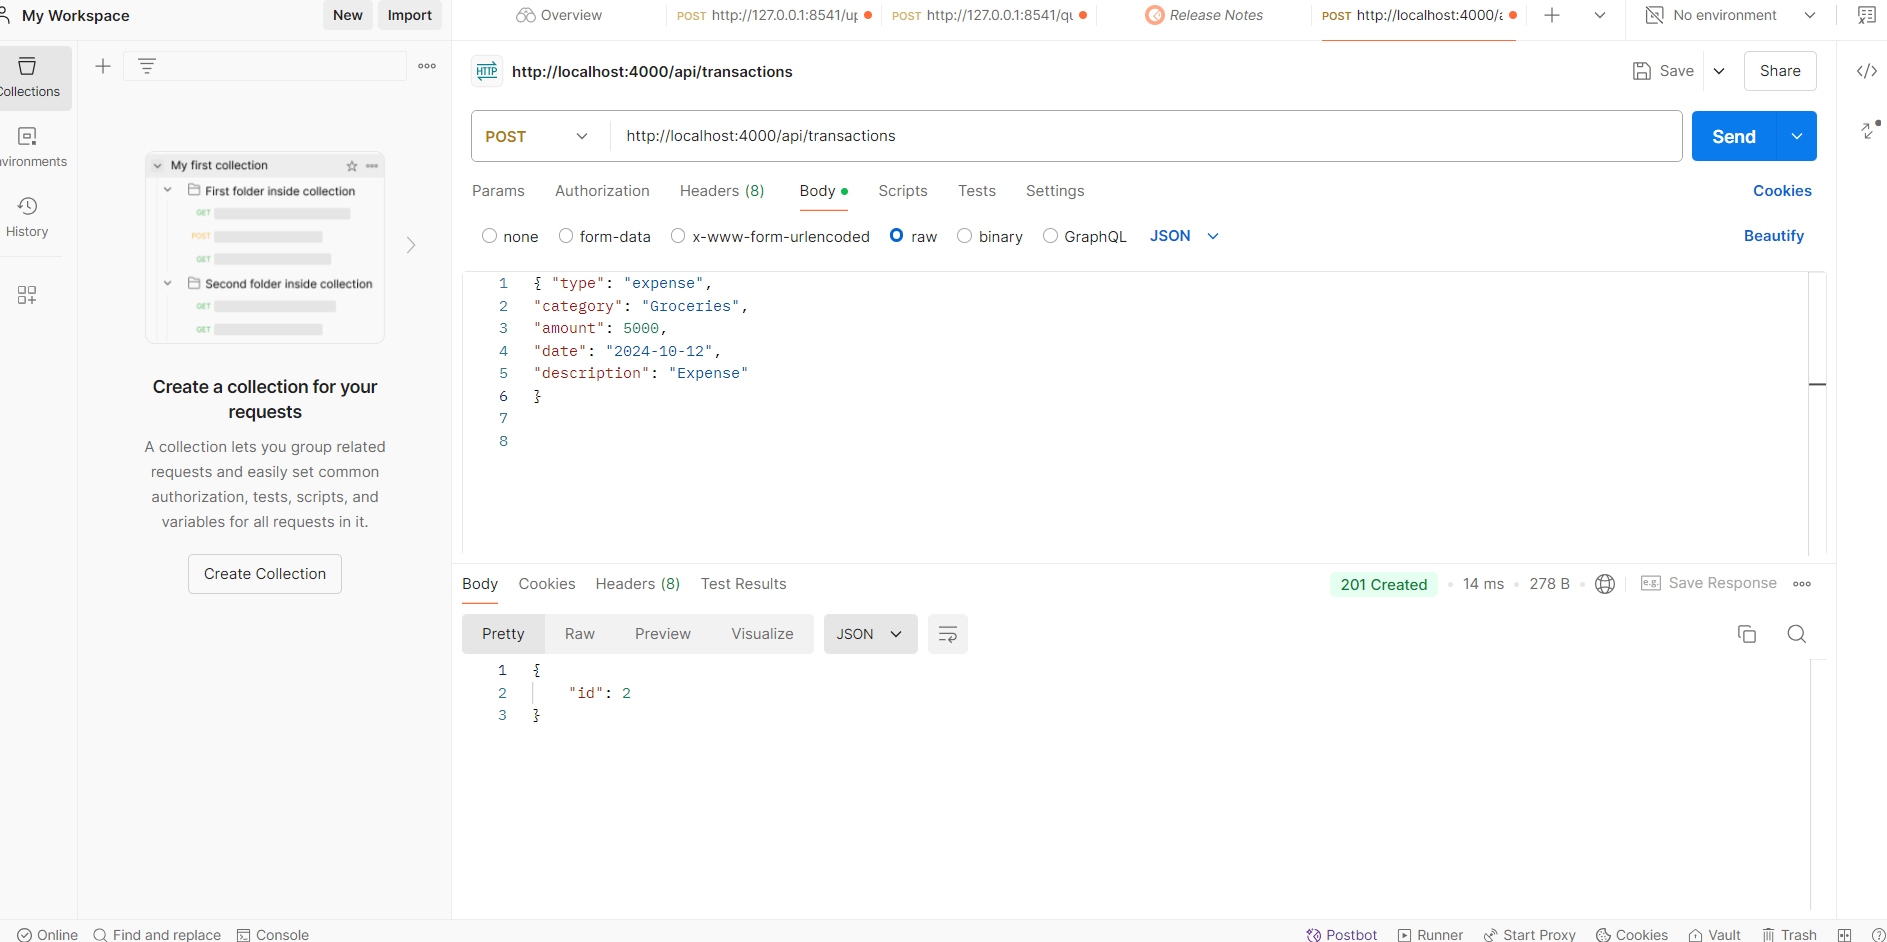 My Workspace
New
Import
Overview
POST http://127.0.0.1:8541/up
POST http://127.0.0.1:8541/qu
Release Notes
POST http://localhost:4000/a
No environment
Collections
Environments
History
My first collection
First folder inside collection
GET
POST
GET
Second folder inside collection
GET
GET
Create a collection for your
requests
A collection lets you group related
requests and easily set common
authorization, tests, scripts, and
variables for all requests in it.
Create Collection
HTTP http://localhost:4000/api/transactions
Save
Share
POST http://localhost:4000/api/transactions
Send
Params Authorization Headers (8) Body Scripts Tests Settings
Cookies
none form-data x-www-form-urlencoded raw binary GraphQL JSON
Beautify
1 { "type": "expense",
2 "category": "Groceries",
3 "amount": 5000,
4 "date": "2024-10-12",
5 "description": "Expense"
6 }
7
8
Body Cookies Headers (8) Test Results
201 Created 14 ms 278 B
e.g. Save Response
Pretty Raw Preview Visualize JSON
1 {
2 "id": 2
3 }
Online Find and replace Console
Postbot Runner Start Proxy Cookies Vault Trash